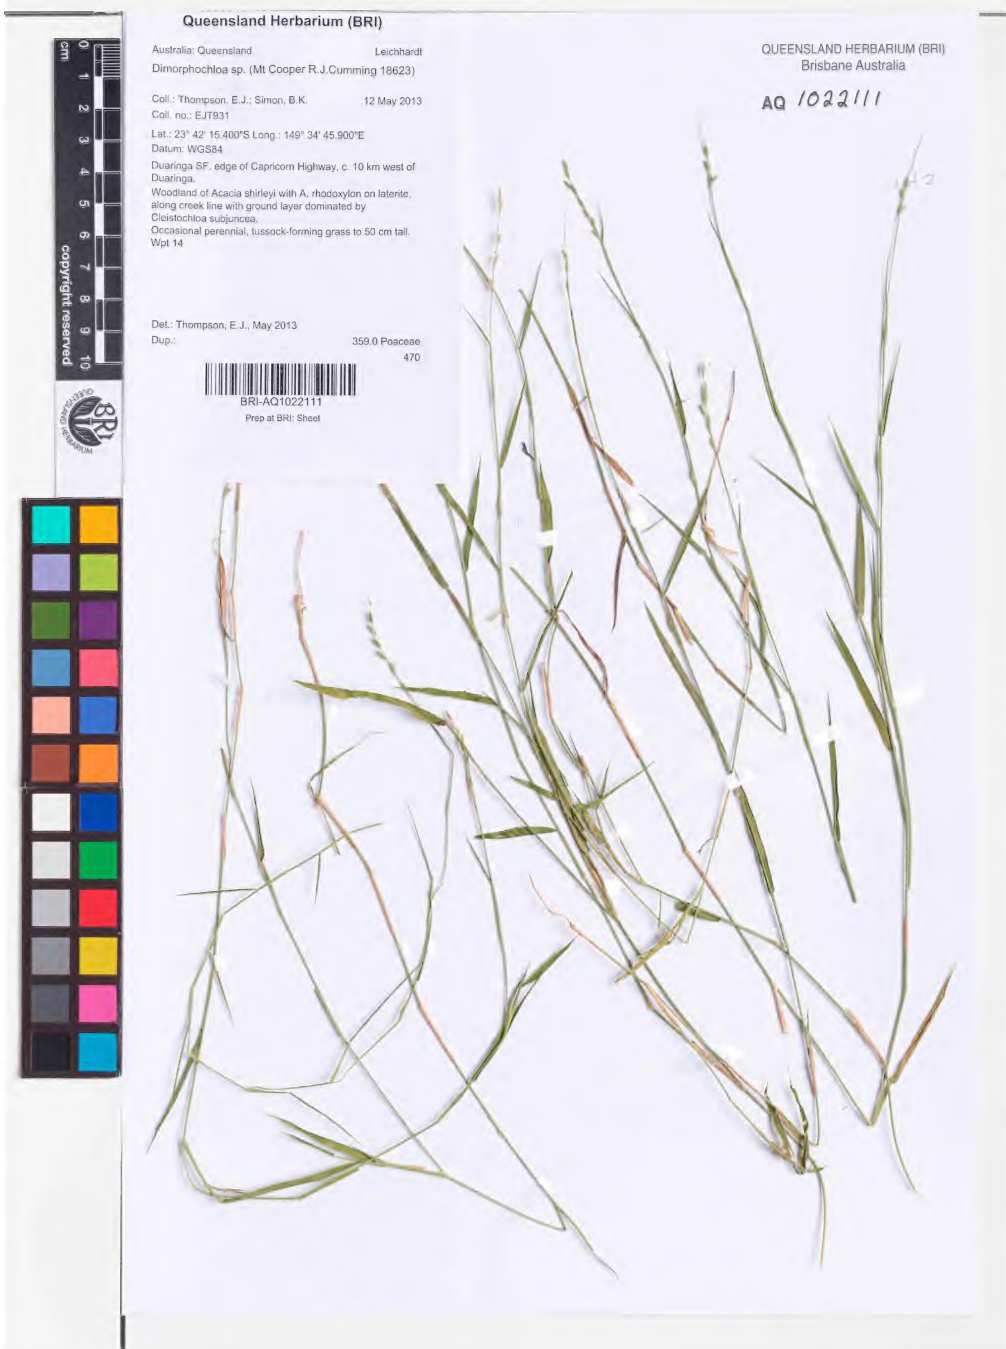 Queensland Herbarium (BRI)
Australia: Queensland Leichhardt
Dimorphochloa sp. (Mt Cooper R.J.Cumming 18623)
Coll.: Thompson, E.J.; Simon, B.K. 12 May 2013
Coll. no.: EJT931
Lat.: 23° 42' 15.400"S Long.: 149° 34' 45.900"E
Datum: WGS84
Duaringa SF, edge of Capricorn Highway, c. 10 km west of
Duaringa.
Woodland of Acacia shirleyi with A. rhodoxylon on laterite,
along creek line with ground layer dominated by
Cleistochloa subjuncea.
Occasional perennial, tussock-forming grass to 50 cm tall.
Wpt 14
Det.: Thompson, E.J., May 2013
Dup.: 359.0 Poaceae
470
BRI-AQ1022111
Prep at BRI: Sheet
QUEENSLAND HERBARIUM (BRI)
Brisbane Australia
AQ 1022111
cm
0
1
2
3
4
5
6
7
8
9
10
copyright reserved
QUEENSLAND
BRI
HERBARIUM